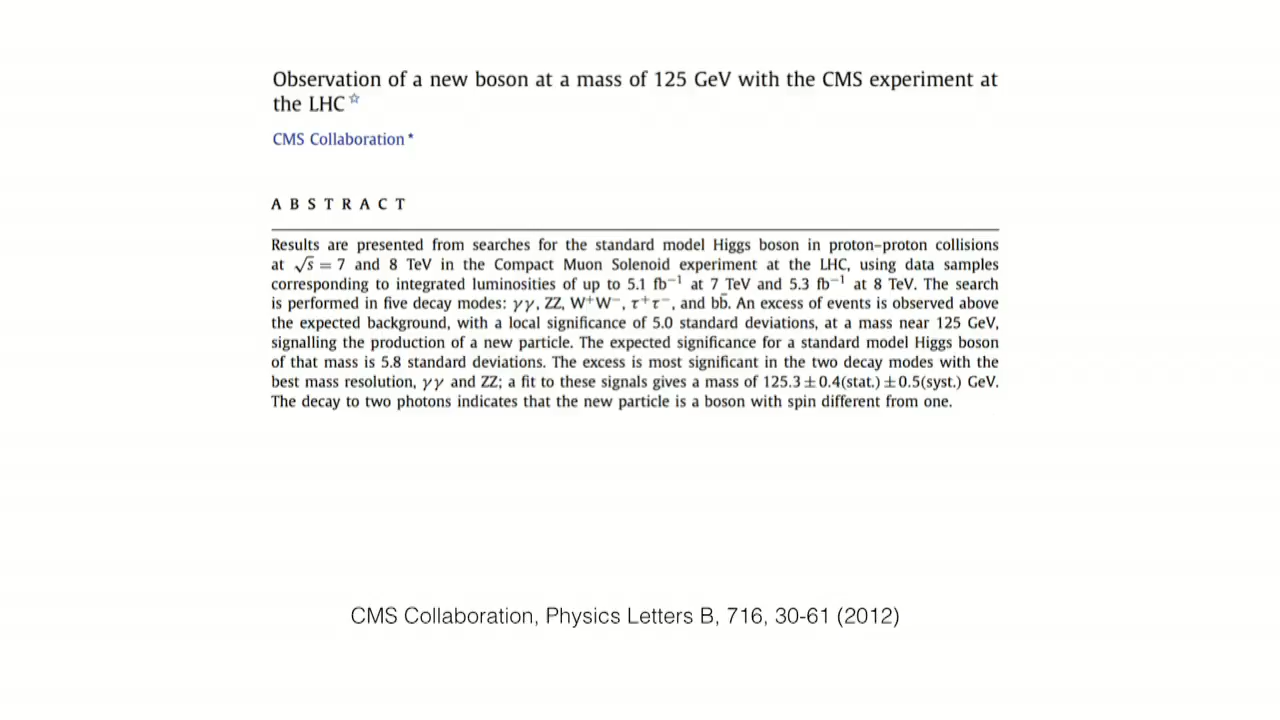 Observation of a new boson at a mass of 125 GeV with the CMS experiment at
the LHC ☆
CMS Collaboration *
A B S T R A C T
Results are presented from searches for the standard model Higgs boson in proton–proton collisions
at √s = 7 and 8 TeV in the Compact Muon Solenoid experiment at the LHC, using data samples
corresponding to integrated luminosities of up to 5.1 fb⁻¹ at 7 TeV and 5.3 fb⁻¹ at 8 TeV. The search
is performed in five decay modes: γγ, ZZ, W⁺W⁻, τ⁺τ⁻, and bb̄. An excess of events is observed above
the expected background, with a local significance of 5.0 standard deviations, at a mass near 125 GeV,
signalling the production of a new particle. The expected significance for a standard model Higgs boson
of that mass is 5.8 standard deviations. The excess is most significant in the two decay modes with the
best mass resolution, γγ and ZZ; a fit to these signals gives a mass of 125.3 ± 0.4(stat.) ± 0.5(syst.) GeV.
The decay to two photons indicates that the new particle is a boson with spin different from one.
CMS Collaboration, Physics Letters B, 716, 30-61 (2012)